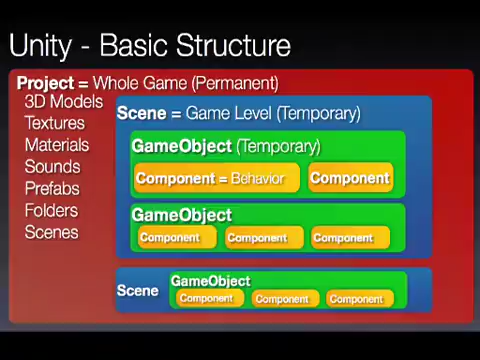 Unity - Basic Structure
Project = Whole Game (Permanent)
3D Models
Textures
Materials
Sounds
Prefabs
Folders
Scenes
Scene = Game Level (Temporary)
GameObject (Temporary)
Component = Behavior
Component
GameObject
Component
Component
Component
Scene
GameObject
Component
Component
Component